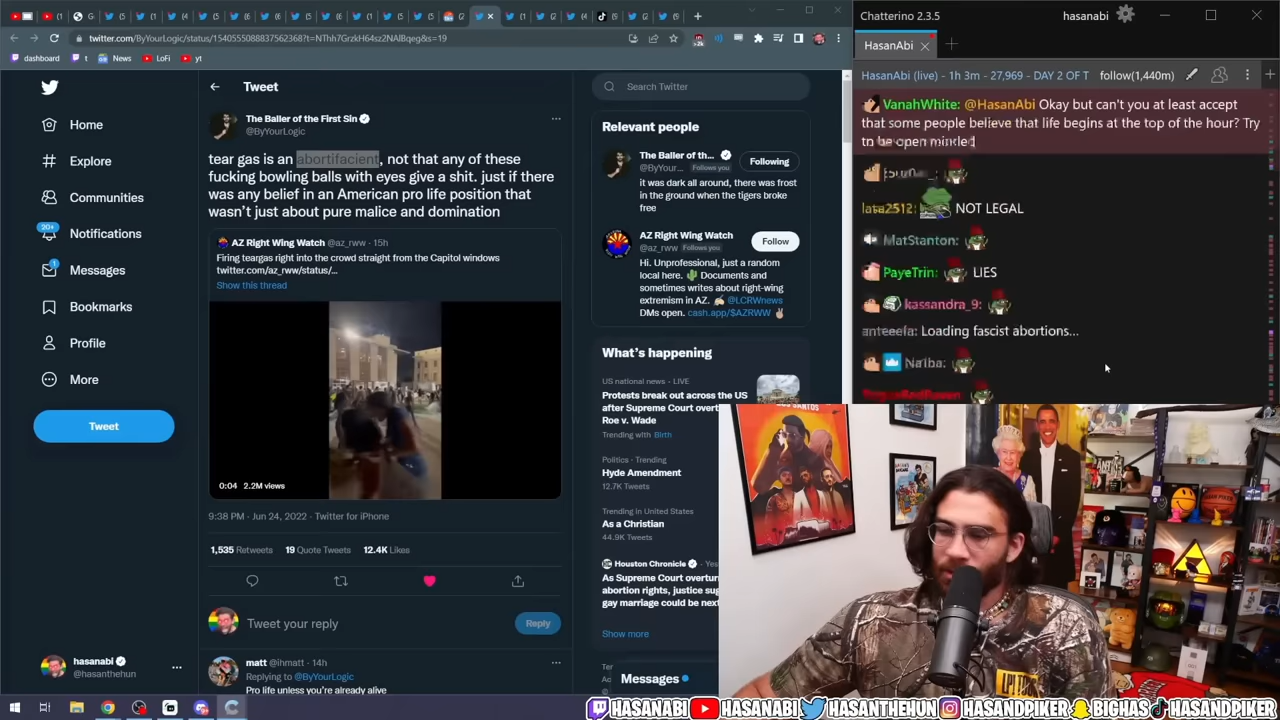 twitter.com/ByYourLogic/status/1540555088837562368?t=NThh7GrzkH64sz2NAlBqeg&s=19
dashboard
t
News
LoFi
yt
Tweet
Search Twitter
Home
Explore
Communities
20+
Notifications
1
Messages
Bookmarks
Profile
More
Tweet
hasanabi
@hasanthehun
The Baller of the First Sin
@ByYourLogic
tear gas is an abortifacient, not that any of these
fucking bowling balls with eyes give a shit. just if there
was any belief in an American pro life position that
wasn't just about pure malice and domination
AZ Right Wing Watch @az_rww · 15h
Firing teargas right into the crowd straight from the Capitol windows
twitter.com/az_rww/status/...
Show this thread
0:04 2.2M views
9:38 PM · Jun 24, 2022 · Twitter for iPhone
1,535 Retweets 19 Quote Tweets 12.4K Likes
Tweet your reply
Reply
matt @ihmatt · 14h
Replying to @ByYourLogic
Pro life unless you're already alive
Relevant people
The Baller of th...
@ByYour... Follows you
Following
it was dark all around, there was frost
in the ground when the tigers broke
free
AZ Right Wing Watch
@az_rww Follows you
Follow
Hi. Unprofessional, just a random
local here. Documents and
sometimes writes about right-wing
extremism in AZ. @LCRWnews
DMs open. cash.app/$AZRWW
What's happening
US national news · LIVE
Protests break out across the US
after Supreme Court overt
Roe v. Wade
Trending with Birth
Politics · Trending
Hyde Amendment
12.7K Tweets
Trending in United States
As a Christian
44.9K Tweets
Houston Chronicle · Yes
As Supreme Court overtur
abortion rights, justice sug
gay marriage could be next
Show more
Messages
Chatterino 2.3.5
hasanabi
HasanAbi
HasanAbi (live) - 1h 3m - 27,969 - DAY 2 OF T
follow(1,440m)
VanahWhite: @HasanAbi Okay but can't you at least accept
that some people believe that life begins at the top of the hour? Try
to be open minded
lata2512: NOT LEGAL
MatStanton:
PayeTrin: LIES
kassandra_9:
Loading fascist abortions...
HASANABI HASANABI HASANTHEHUN HASANDPIKER BIGHAS HASANDPIKER